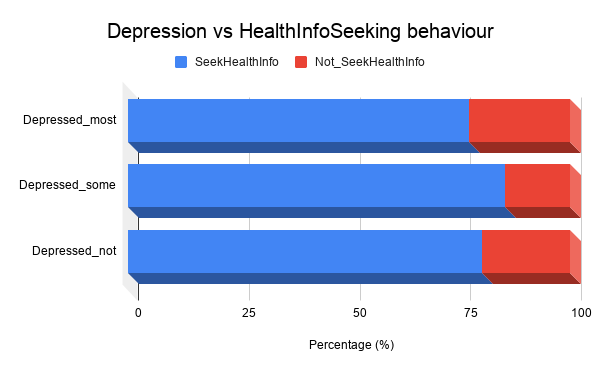 Depression vs HealthInfoSeeking behaviour
SeekHealthInfo Not_SeekHealthInfo
Depressed_most
Depressed_some
Depressed_not
0 25 50 75 100
Percentage (%)